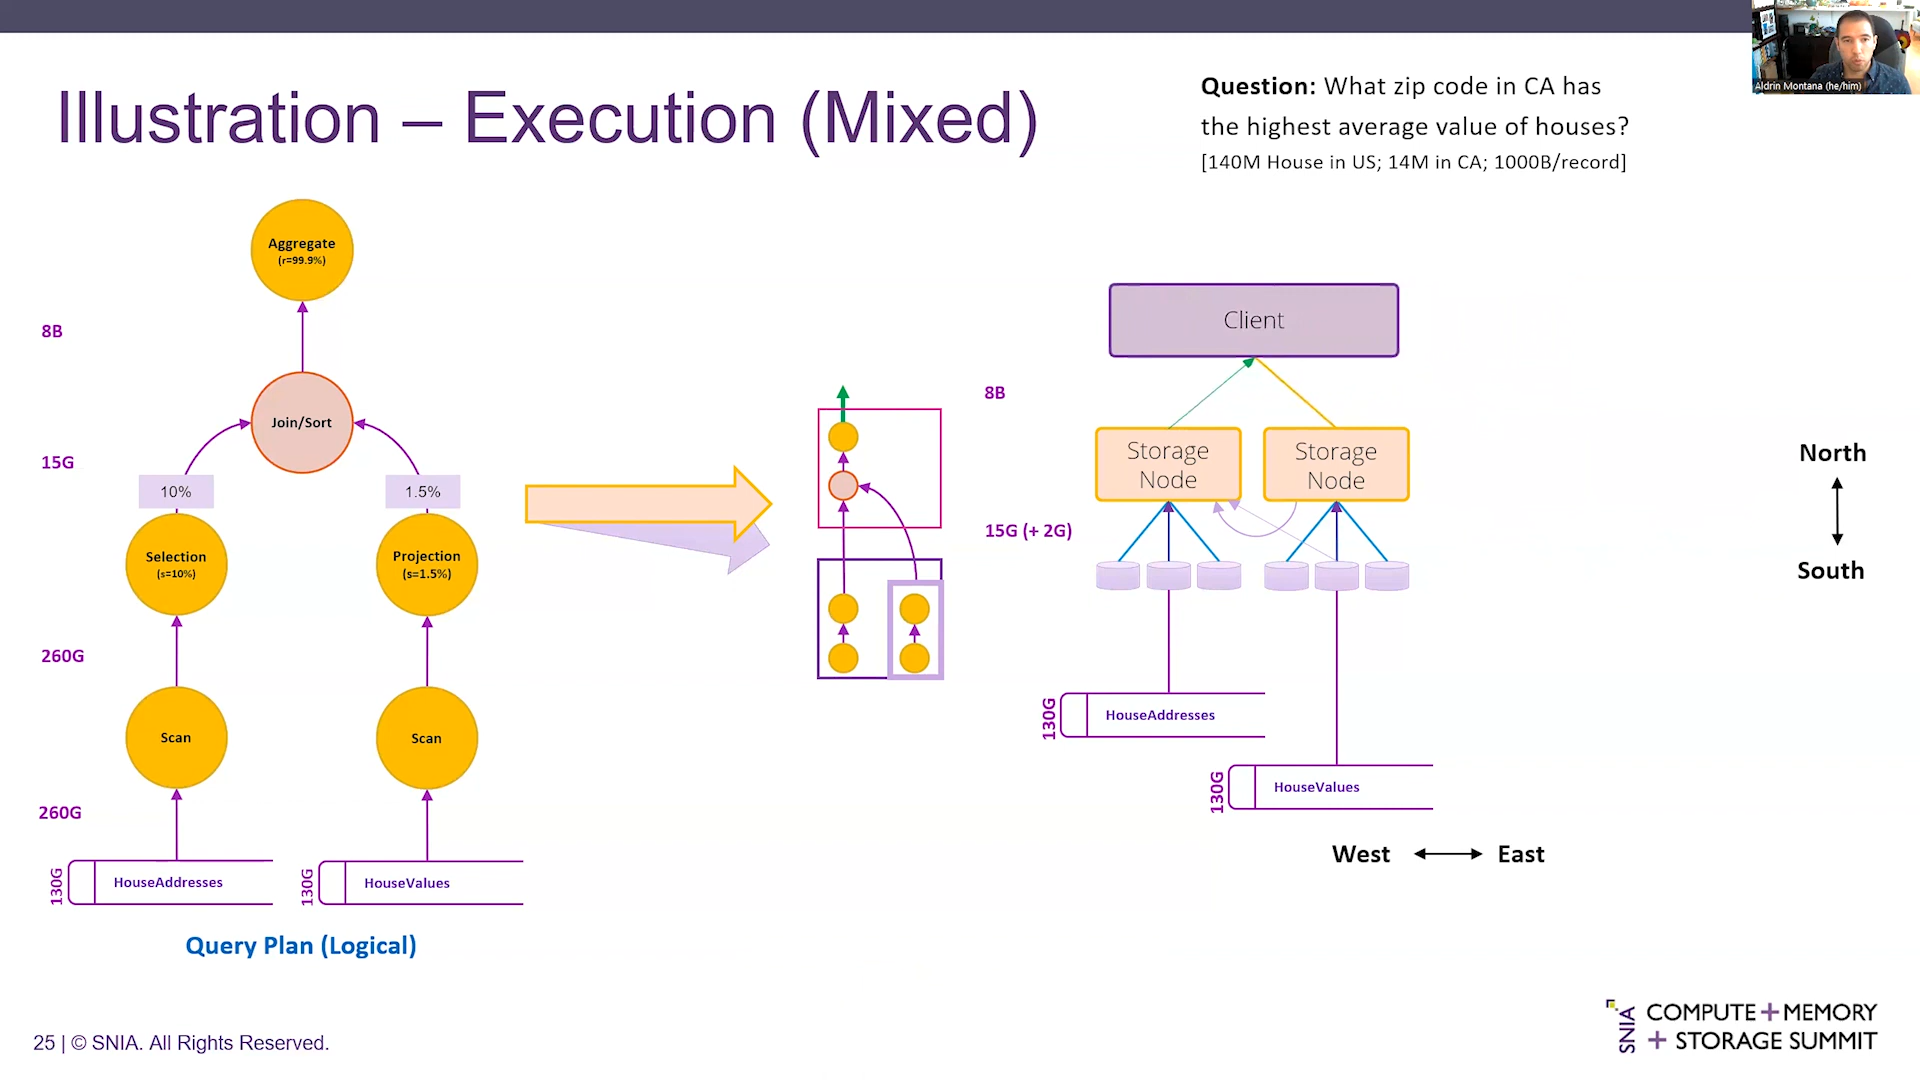 Aldrin Montana (he/him)
Illustration – Execution (Mixed)
Question: What zip code in CA has
the highest average value of houses?
[140M House in US; 14M in CA; 1000B/record]
Aggregate
(r=99.9%)
8B
Join/Sort
15G
10%
1.5%
Selection
(s=10%)
Projection
(s=1.5%)
260G
Scan
Scan
260G
130G
HouseAddresses
130G
HouseValues
Query Plan (Logical)
Client
8B
Storage
Node
Storage
Node
15G (+ 2G)
130G
HouseAddresses
130G
HouseValues
North
South
West
East
25 | © SNIA. All Rights Reserved.
SNIA
COMPUTE+MEMORY
+ STORAGE SUMMIT